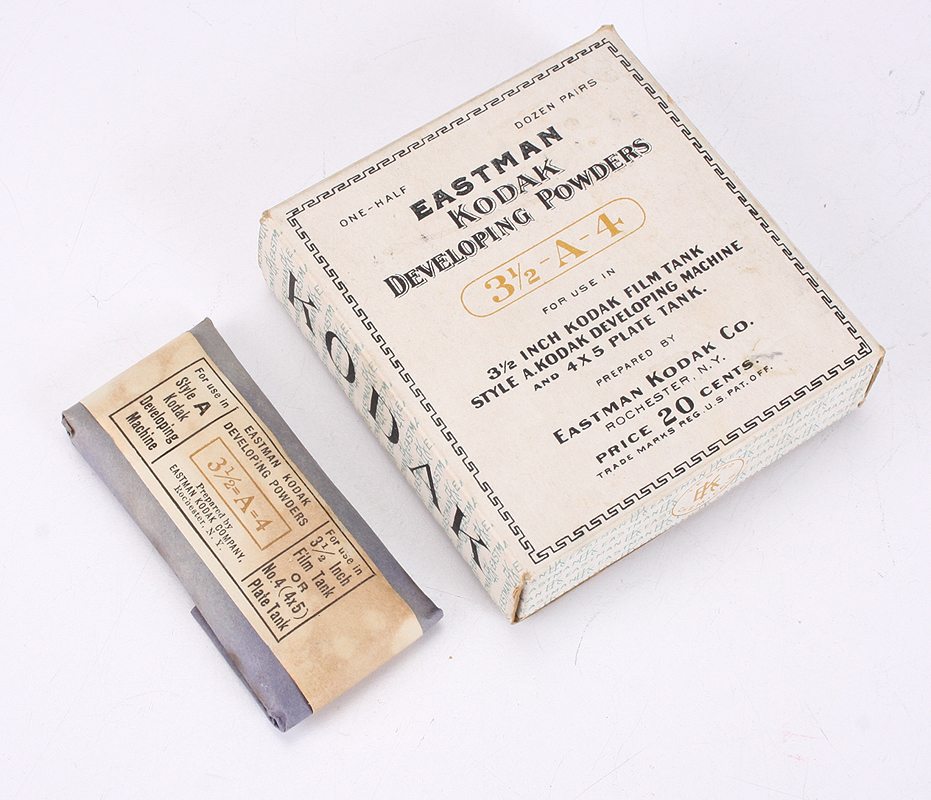 ONE-HALF DOZEN PAIRS
EASTMAN
KODAK
DEVELOPING POWDERS
3½-A-4
FOR USE IN
3½ INCH KODAK FILM TANK
STYLE A. KODAK DEVELOPING MACHINE
AND 4X5 PLATE TANK.
PREPARED BY
EASTMAN KODAK CO.
ROCHESTER, N.Y.
PRICE 20 CENTS.
TRADE MARKS REG. U.S. PAT. OFF.
KODAK
EK
For use in
Style A
Kodak
Developing
Machine
EASTMAN KODAK
DEVELOPING POWDERS
3½=A=4
Prepared by
EASTMAN KODAK COMPANY,
Rochester, N. Y.
For use in
3½ Inch
Film Tank
OR
No. 4 (4x5)
Plate Tank